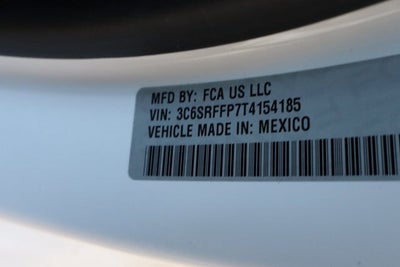 MFD BY: FCA US LLC
VIN: 3C6SRFFP7T4154185
VEHICLE MADE IN: MEXICO